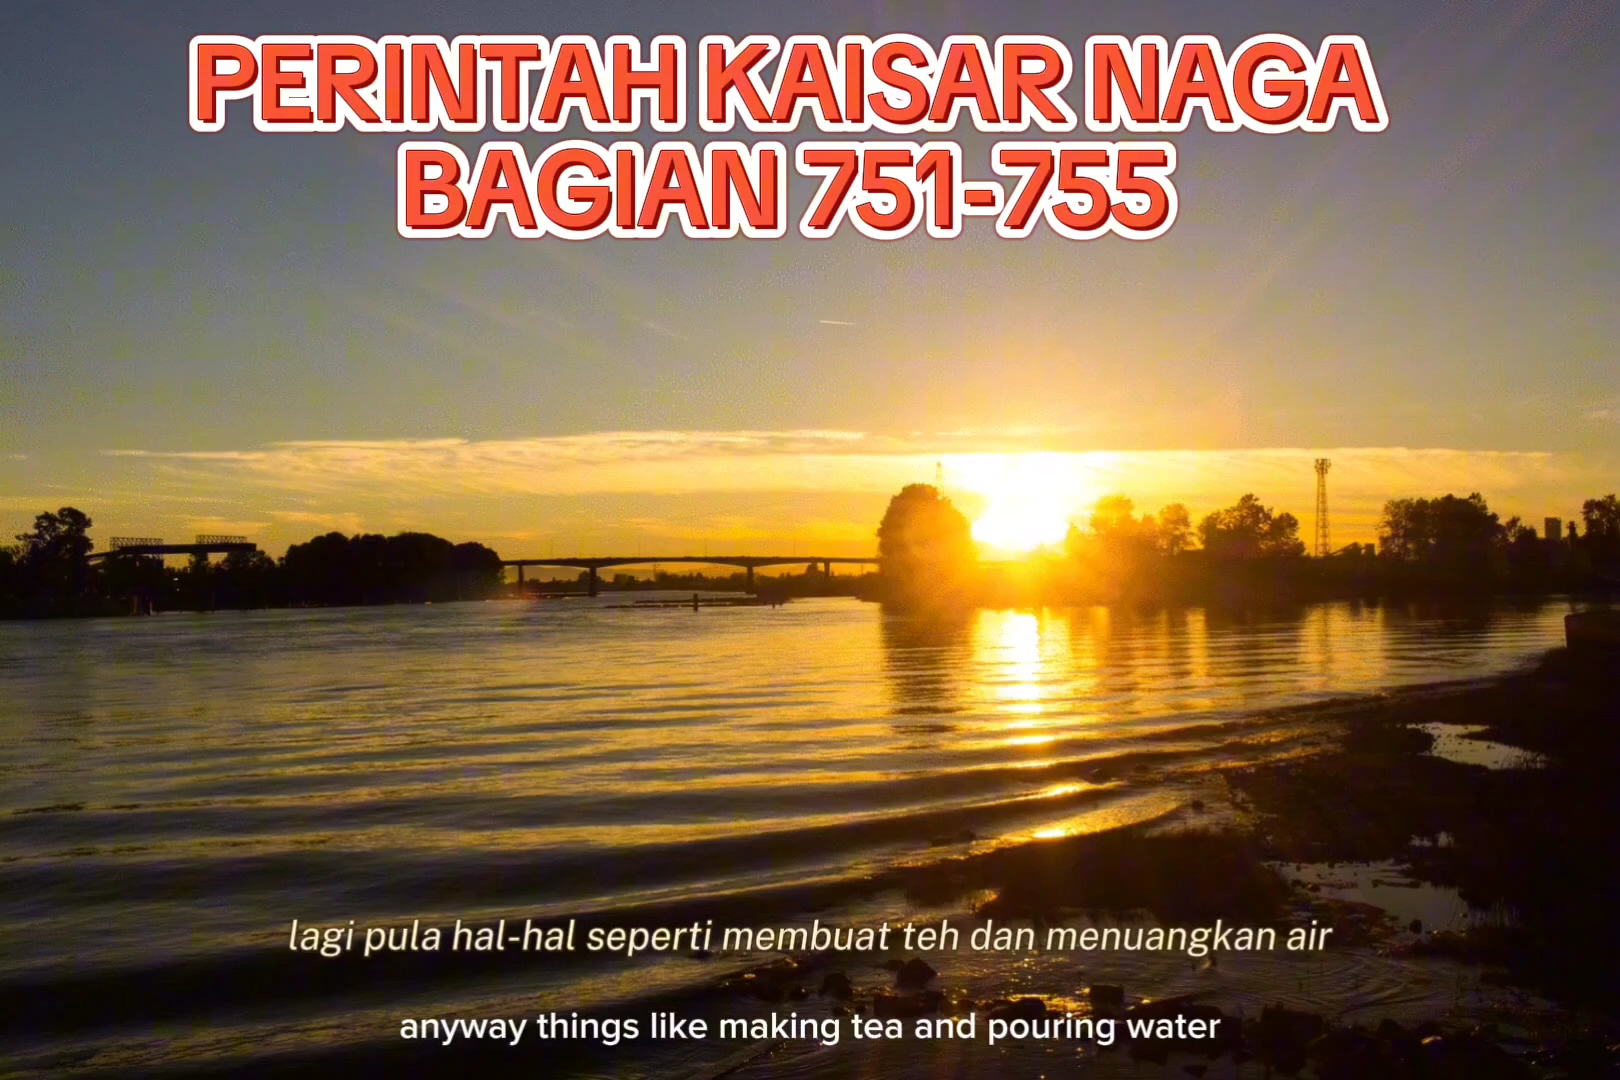 PERINTAH KAISAR NAGA
BAGIAN 751-755
lagi pula hal-hal seperti membuat teh dan menuangkan air
anyway things like making tea and pouring water